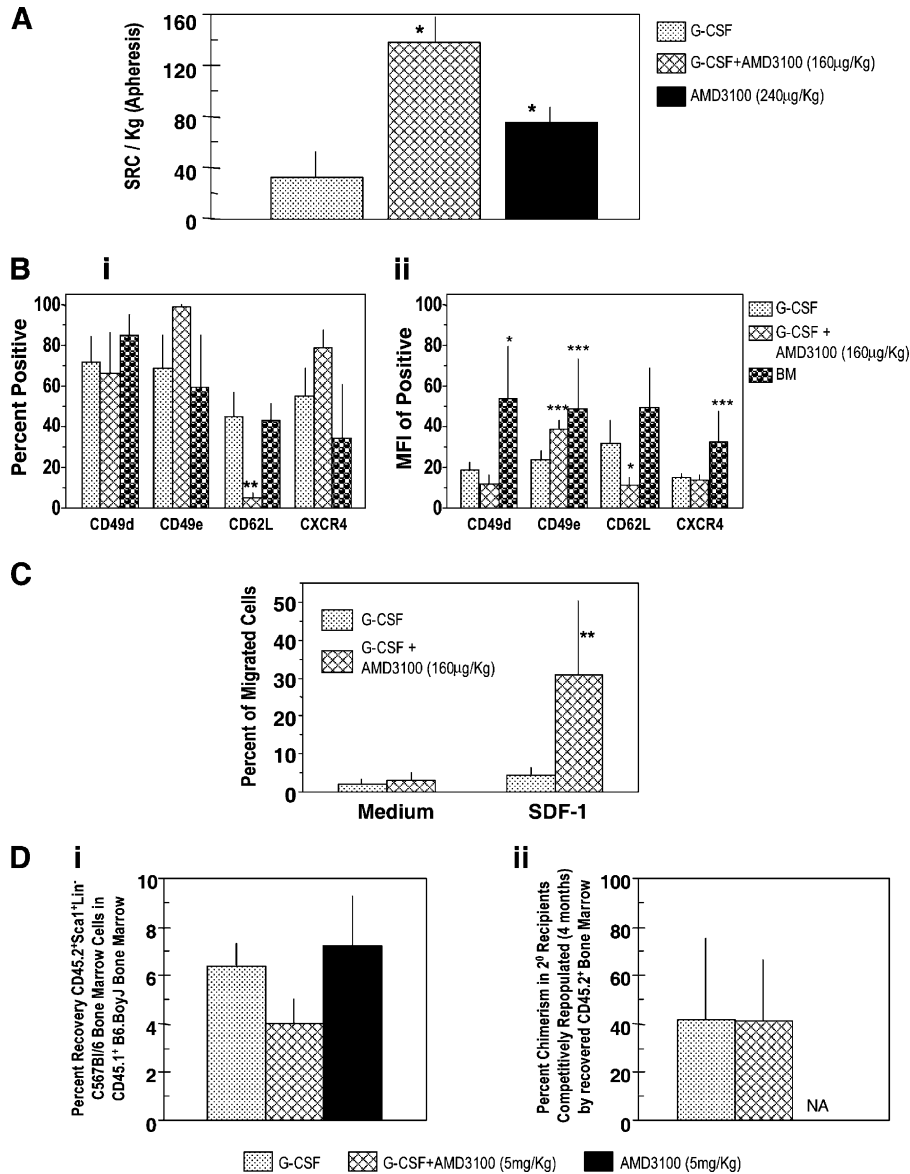 A
SRC / Kg (Apheresis)
160
120
80
40
0
*
*
G-CSF
G-CSF+AMD3100 (160µg/Kg)
AMD3100 (240µg/Kg)
B
i
Percent Positive
100
80
60
40
20
0
**
CD49d CD49e CD62L CXCR4
ii
MFI of Positive
100
80
60
40
20
0
*
***
***
*
***
CD49d CD49e CD62L CXCR4
G-CSF
G-CSF +
AMD3100 (160µg/Kg)
BM
C
Percent of Migrated Cells
50
40
30
20
10
0
G-CSF
G-CSF +
AMD3100 (160µg/Kg)
**
Medium SDF-1
D
i
Percent Recovery CD45.2⁺Sca1⁺Lin⁻
C567Bl/6 Bone Marrow Cells in
CD45.1⁺ B6.BoyJ Bone Marrow
10
8
6
4
2
0
ii
Percent Chimerism in 2⁰ Recipients
Competitively Repopulated (4 months)
by recovered CD45.2⁺ Bone Marrow
100
80
60
40
20
0
NA
G-CSF G-CSF+AMD3100 (5mg/Kg) AMD3100 (5mg/Kg)